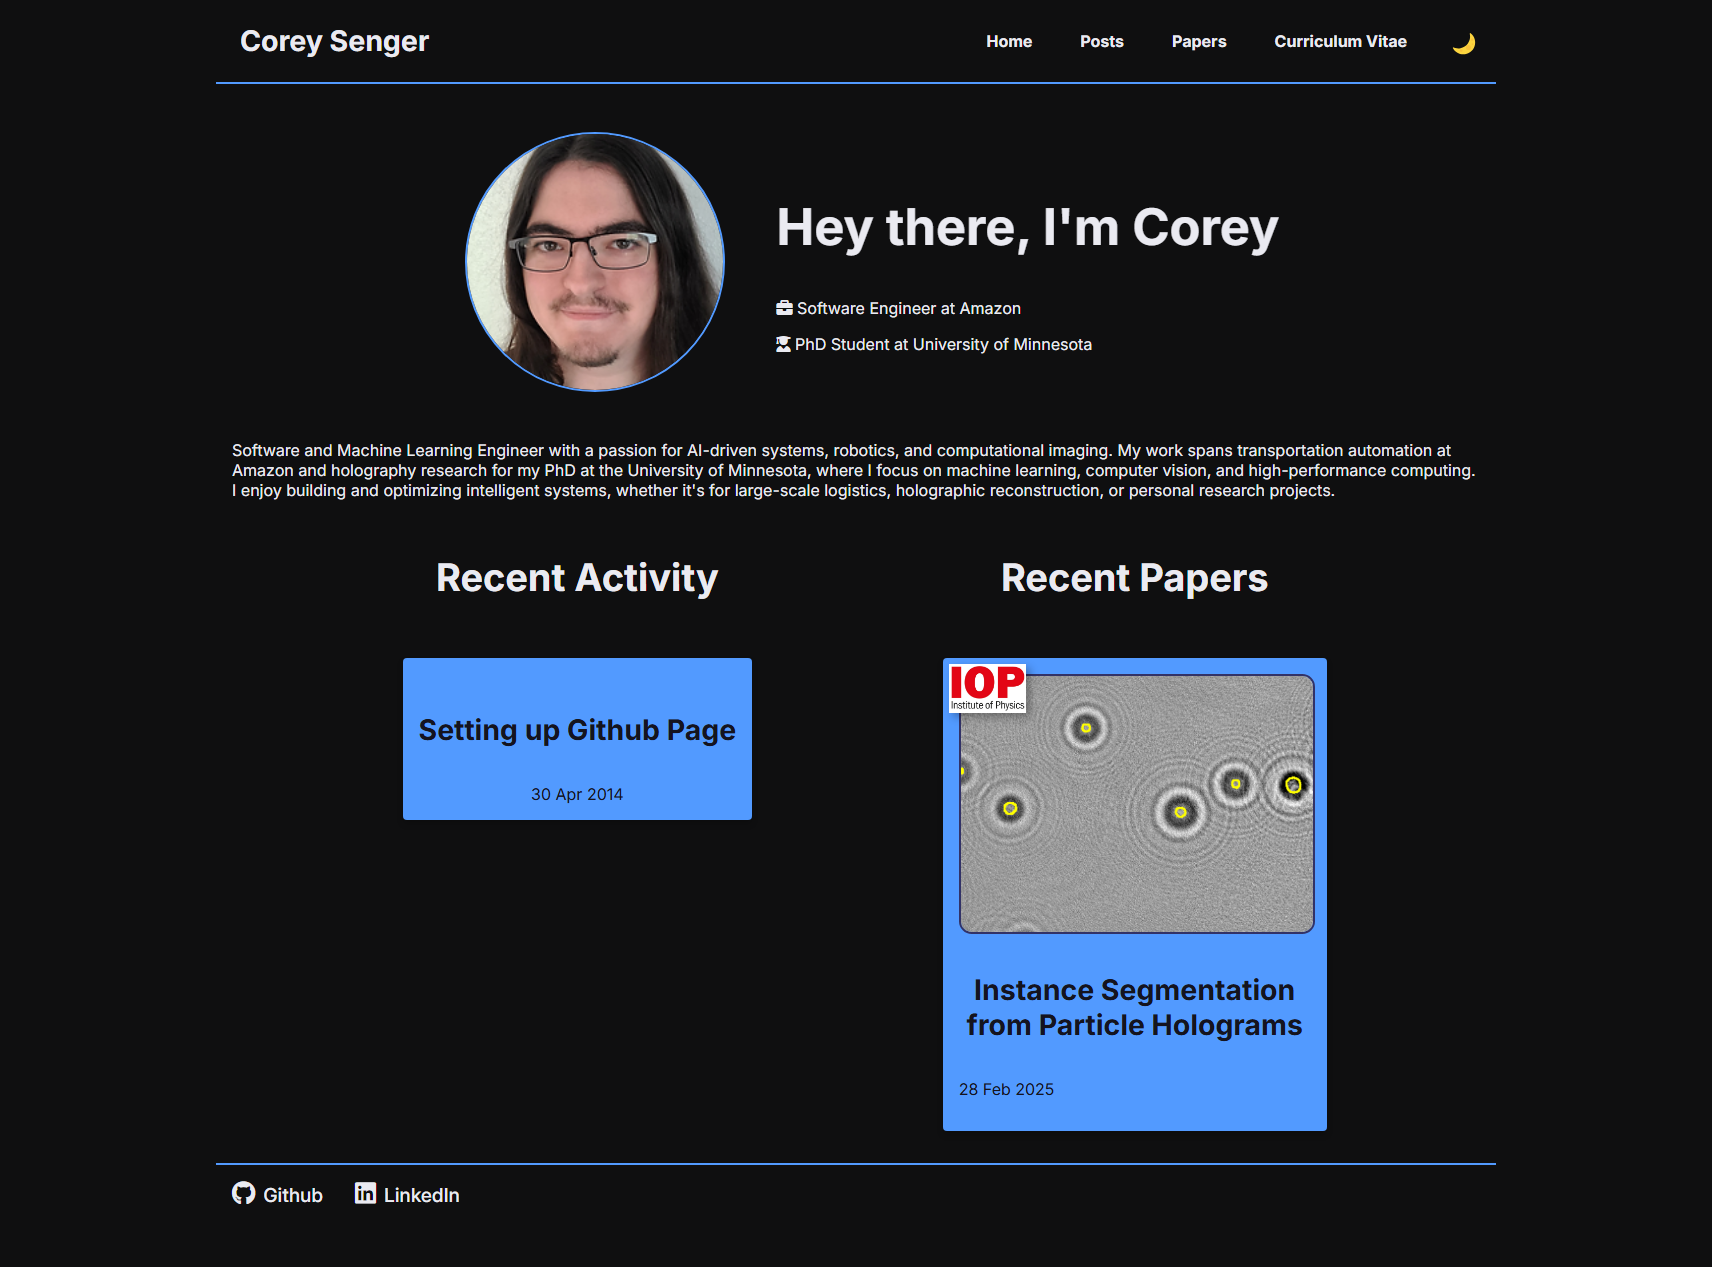 Corey Senger
Home
Posts
Papers
Curriculum Vitae
Hey there, I'm Corey
Software Engineer at Amazon
PhD Student at University of Minnesota
Software and Machine Learning Engineer with a passion for AI-driven systems, robotics, and computational imaging. My work spans transportation automation at
Amazon and holography research for my PhD at the University of Minnesota, where I focus on machine learning, computer vision, and high-performance computing.
I enjoy building and optimizing intelligent systems, whether it's for large-scale logistics, holographic reconstruction, or personal research projects.
Recent Activity
Setting up Github Page
30 Apr 2014
Recent Papers
IOP
Institute of Physics
Instance Segmentation
from Particle Holograms
28 Feb 2025
Github
LinkedIn